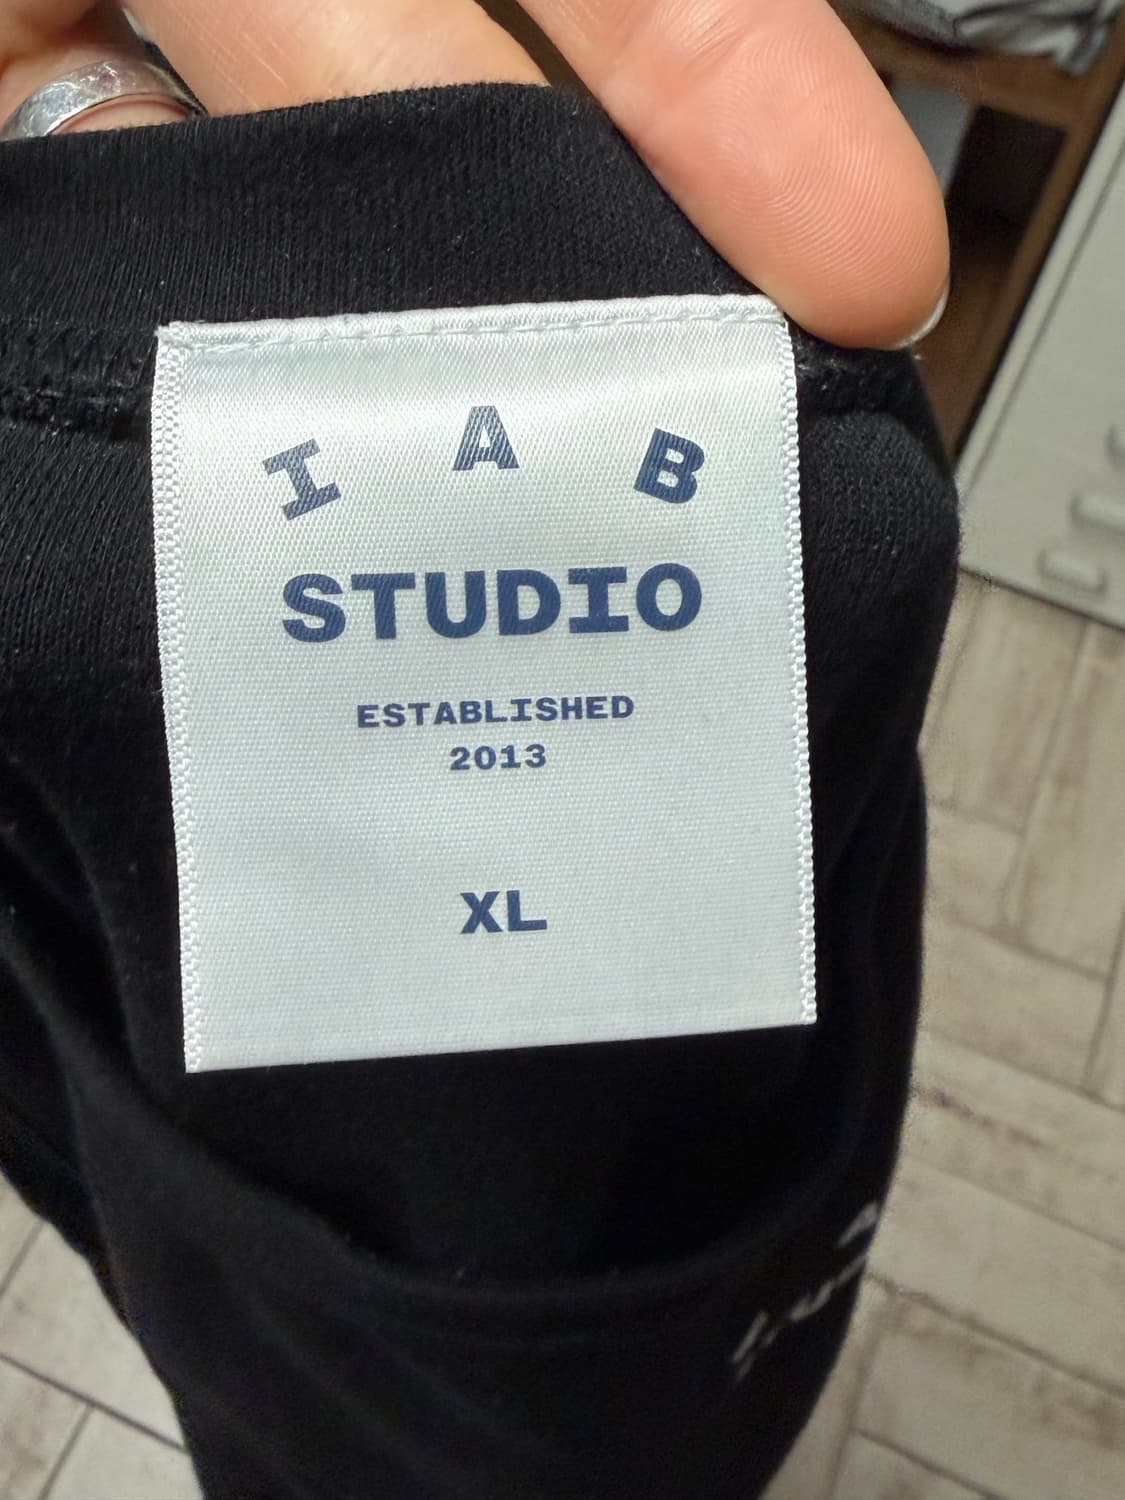 I A B
STUDIO
ESTABLISHED
2013
XL